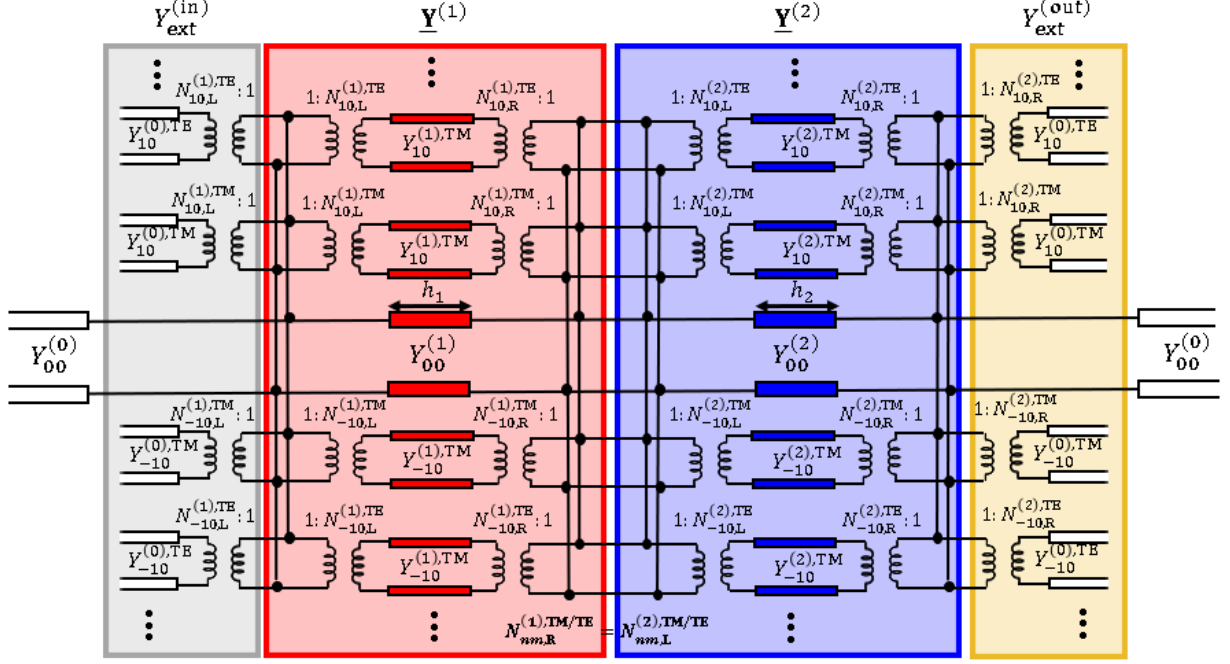 Y_ext^(in) Y̲^(1) Y̲^(2) Y_ext^(out)
N_10,L^(1),TE : 1 1: N_10,L^(1),TE N_10,R^(1),TE : 1 1: N_10,L^(2),TE N_10,R^(2),TE : 1 1: N_10,R^(2),TE
Y_10^(0),TE Y_10^(1),TM Y_10^(2),TM Y_10^(0),TE
N_10,L^(1),TM : 1 1: N_10,L^(1),TM N_10,R^(1),TM : 1 1: N_10,L^(2),TM N_10,R^(2),TM : 1 1: N_10,R^(2),TM
Y_10^(0),TM Y_10^(1),TM Y_10^(2),TM Y_10^(0),TM
h_1 h_2
Y_00^(0) Y_00^(1) Y_00^(2) Y_00^(0)
N_-10,L^(1),TM : 1 1: N_-10,L^(1),TM N_-10,R^(1),TM : 1 1: N_-10,L^(2),TM N_-10,R^(2),TM : 1 1: N_-10,R^(2),TM
Y_-10^(0),TM Y_-10^(1),TM Y_-10^(2),TM Y_-10^(0),TM
N_-10,L^(1),TE : 1 1: N_-10,L^(1),TE N_-10,R^(1),TE : 1 1: N_-10,L^(2),TE N_-10,R^(2),TE : 1 1: N_-10,R^(2),TE
Y_-10^(0),TE Y_-10^(1),TM Y_-10^(2),TM Y_-10^(0),TE
N_nm,R^(1),TM/TE = N_nm,L^(2),TM/TE